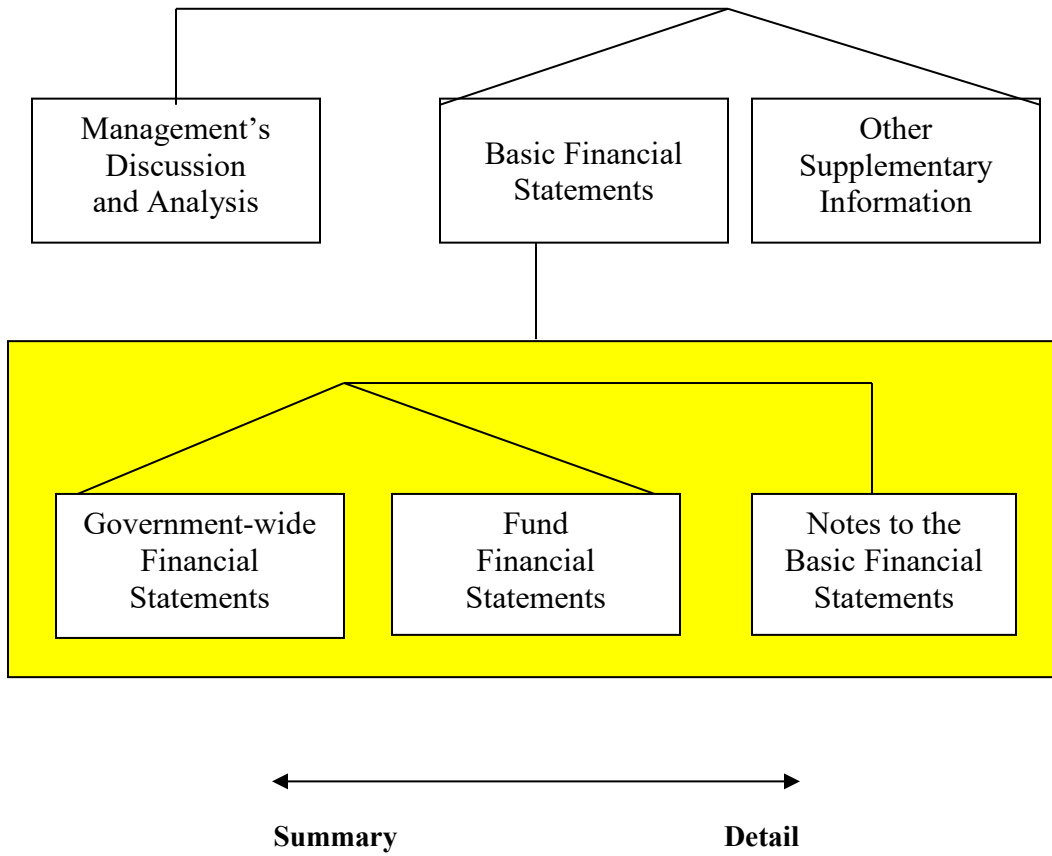 Management’s
Discussion
and Analysis
Basic Financial
Statements
Other
Supplementary
Information
Government-wide
Financial
Statements
Fund
Financial
Statements
Notes to the
Basic Financial
Statements
Summary
Detail